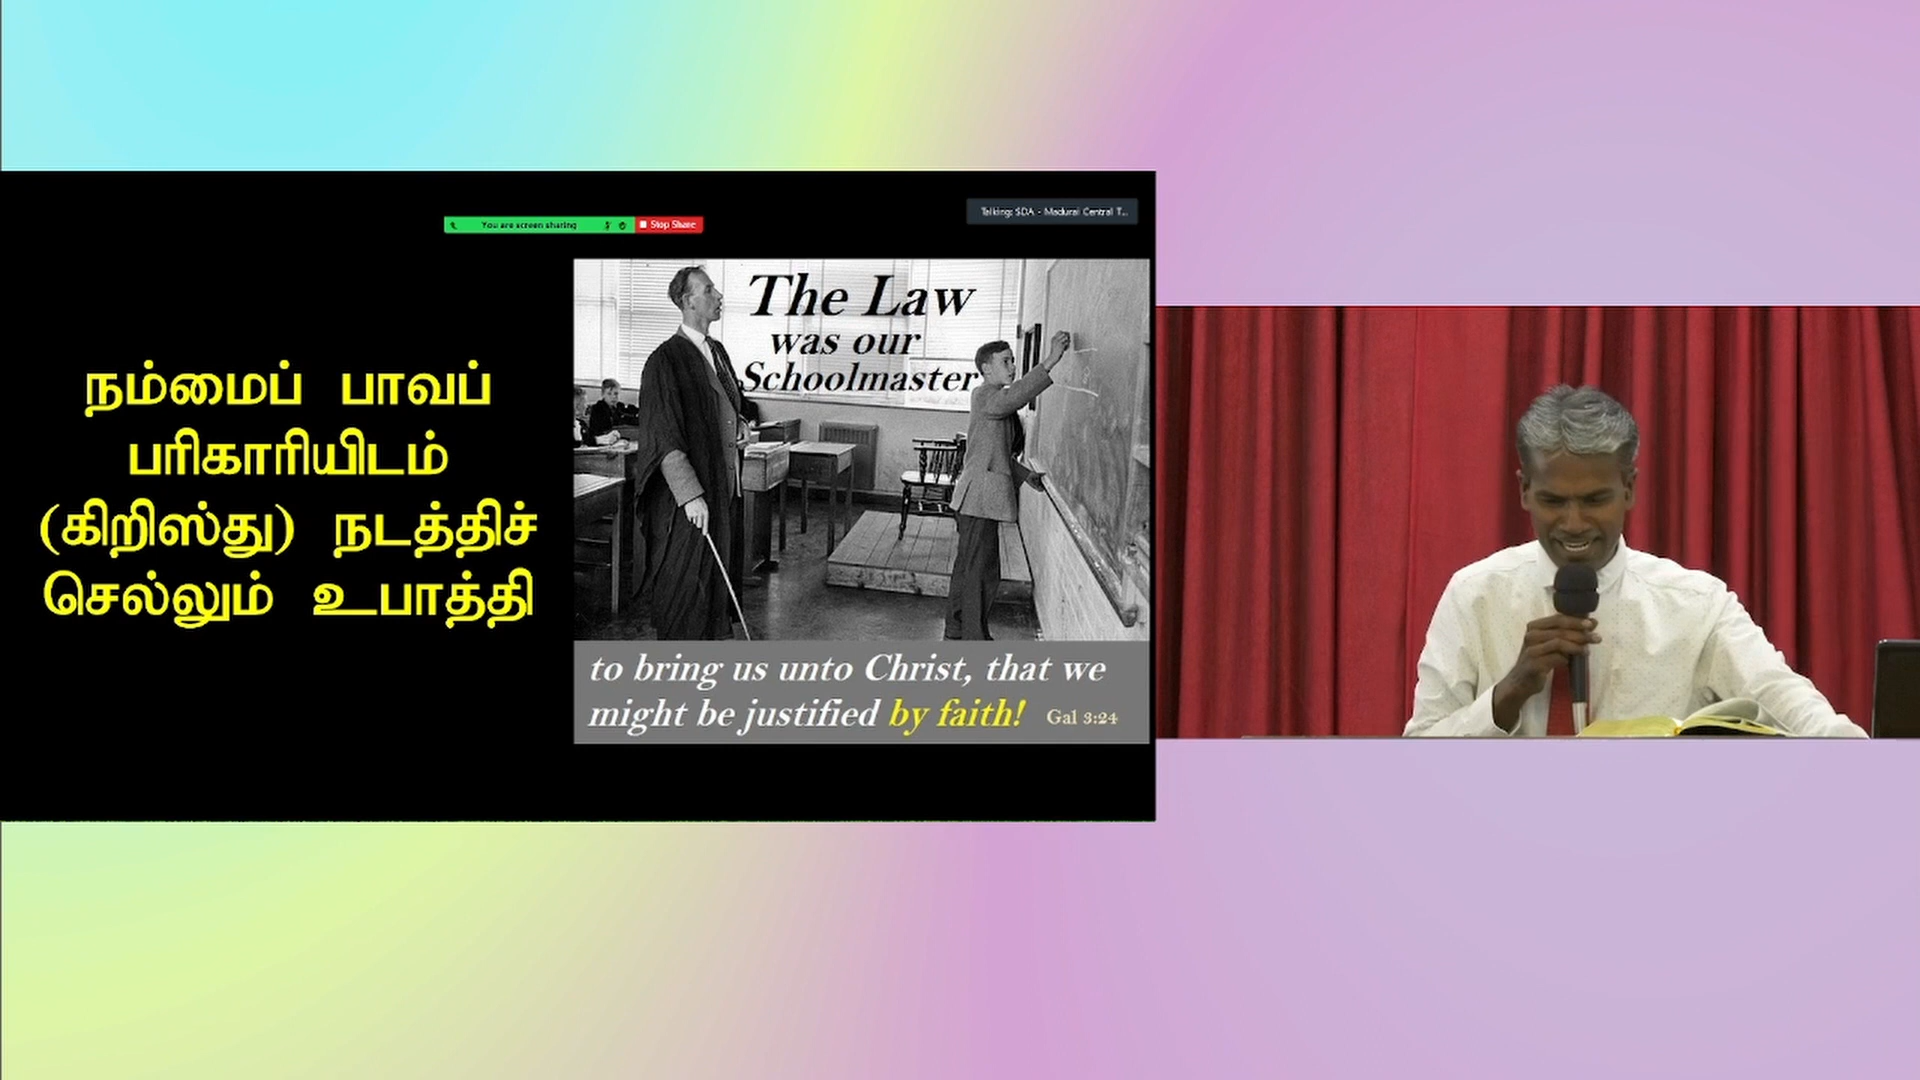 You are screen sharing
Stop Share
Talking: SDA - Madurai Central T...
நம்மைப் பாவப்
பரிகாரியிடம்
(கிறிஸ்து) நடத்திச்
செல்லும் உபாத்தி
The Law
was our
Schoolmaster
to bring us unto Christ, that we
might be justified by faith!
Gal 3:24